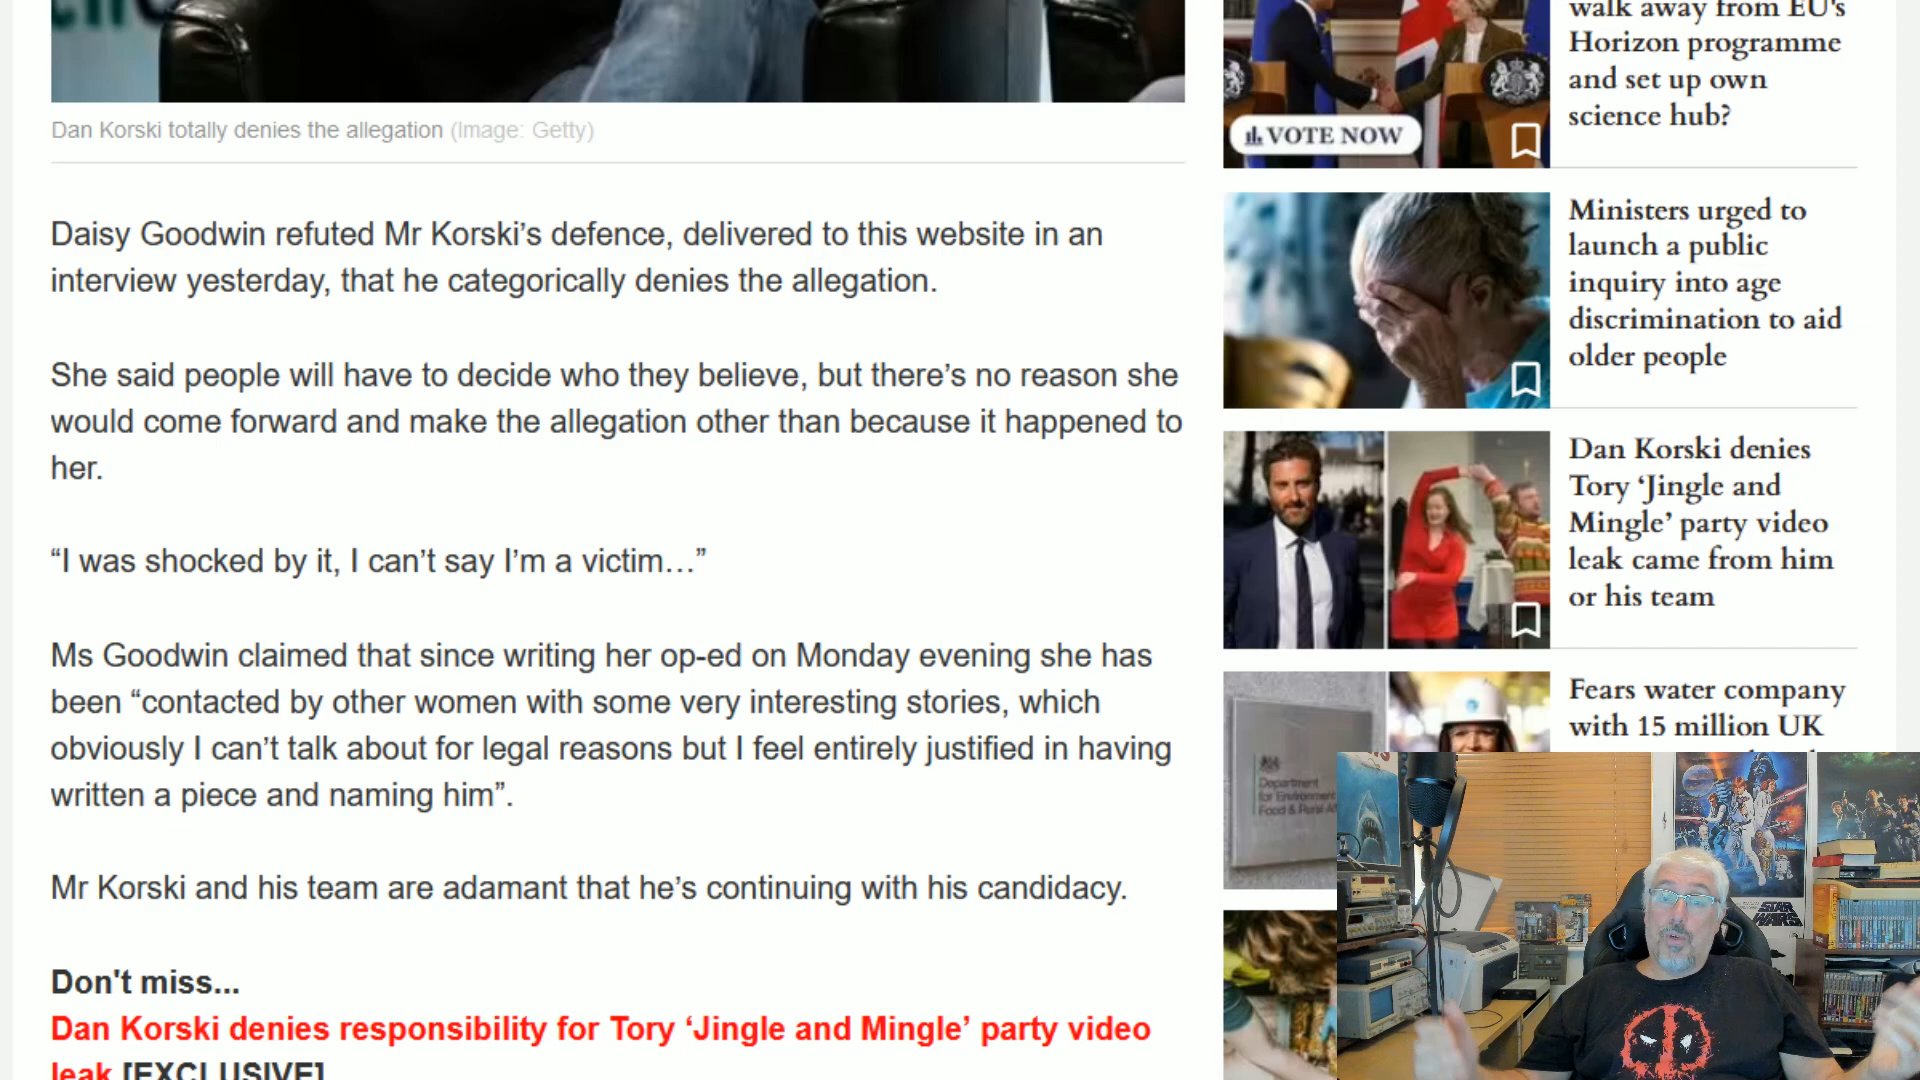 Dan Korski totally denies the allegation (Image: Getty)
Daisy Goodwin refuted Mr Korski’s defence, delivered to this website in an
interview yesterday, that he categorically denies the allegation.
She said people will have to decide who they believe, but there’s no reason she
would come forward and make the allegation other than because it happened to
her.
“I was shocked by it, I can’t say I’m a victim…”
Ms Goodwin claimed that since writing her op-ed on Monday evening she has
been “contacted by other women with some very interesting stories, which
obviously I can’t talk about for legal reasons but I feel entirely justified in having
written a piece and naming him”.
Mr Korski and his team are adamant that he’s continuing with his candidacy.
Don't miss...
Dan Korski denies responsibility for Tory ‘Jingle and Mingle’ party video
leak [EXCLUSIVE]
walk away from EU's
Horizon programme
and set up own
science hub?
VOTE NOW
Ministers urged to
launch a public
inquiry into age
discrimination to aid
older people
Dan Korski denies
Tory ‘Jingle and
Mingle’ party video
leak came from him
or his team
Fears water company
with 15 million UK
Department
for Environment
Food & Rural
STAR
WARS